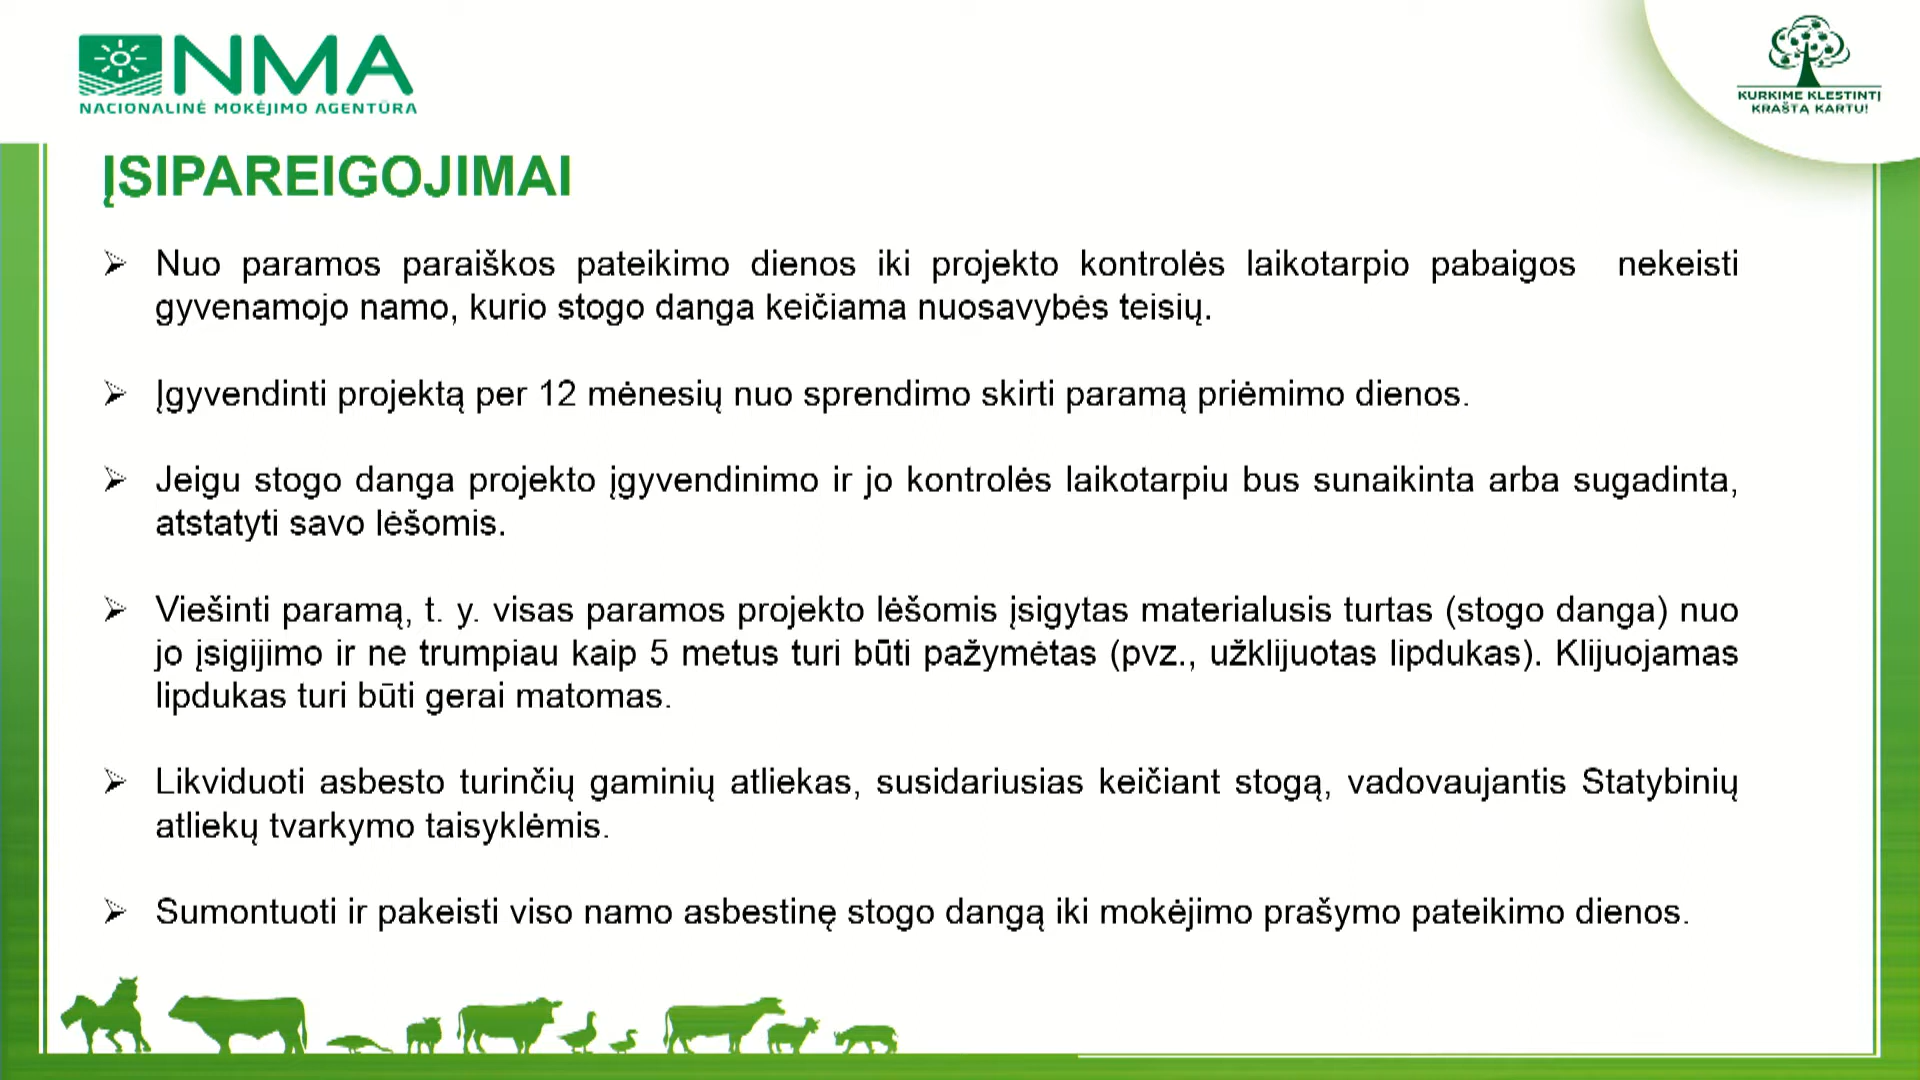 NMA
NACIONALINĖ MOKĖJIMO AGENTŪRA
KURKIME KLESTINTĮ
KRAŠTĄ KARTU!
ĮSIPAREIGOJIMAI
Nuo paramos paraiškos pateikimo dienos iki projekto kontrolės laikotarpio pabaigos nekeisti
gyvenamojo namo, kurio stogo danga keičiama nuosavybės teisių.
Įgyvendinti projektą per 12 mėnesių nuo sprendimo skirti paramą priėmimo dienos.
Jeigu stogo danga projekto įgyvendinimo ir jo kontrolės laikotarpiu bus sunaikinta arba sugadinta,
atstatyti savo lėšomis.
Viešinti paramą, t. y. visas paramos projekto lėšomis įsigytas materialusis turtas (stogo danga) nuo
jo įsigijimo ir ne trumpiau kaip 5 metus turi būti pažymėtas (pvz., užklijuotas lipdukas). Klijuojamas
lipdukas turi būti gerai matomas.
Likviduoti asbesto turinčių gaminių atliekas, susidariusias keičiant stogą, vadovaujantis Statybinių
atliekų tvarkymo taisyklėmis.
Sumontuoti ir pakeisti viso namo asbestinę stogo dangą iki mokėjimo prašymo pateikimo dienos.